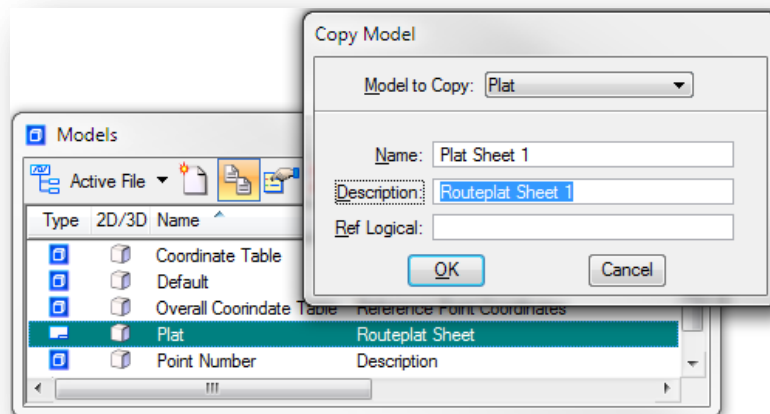 Copy Model
Model to Copy: Plat
Name: Plat Sheet 1
Description: Routeplat Sheet 1
Ref Logical:
OK Cancel
Models
Active File
Type 2D/3D Name
Coordinate Table
Default
Overall Coorindate Table Reference Point Coordinates
Plat Routeplat Sheet
Point Number Description